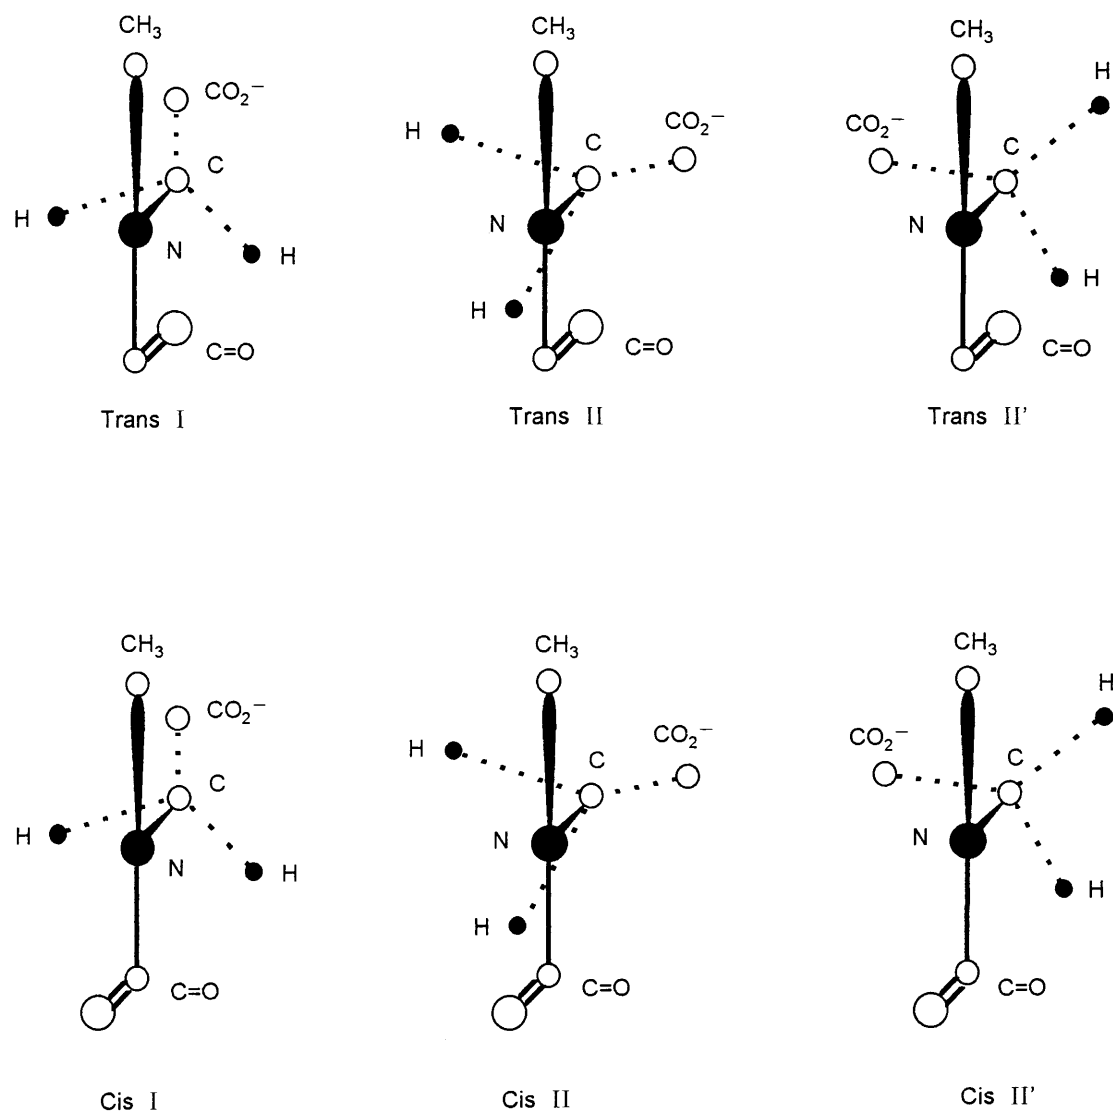 CH₃
CO₂⁻
C
H
N
H
C=O
Trans I
CH₃
H
CO₂⁻
C
N
H
C=O
Trans II
CH₃
H
CO₂⁻
C
N
H
C=O
Trans II'
CH₃
CO₂⁻
C
H
N
H
C=O
Cis I
CH₃
H
CO₂⁻
C
N
H
C=O
Cis II
CH₃
H
CO₂⁻
C
N
H
C=O
Cis II'